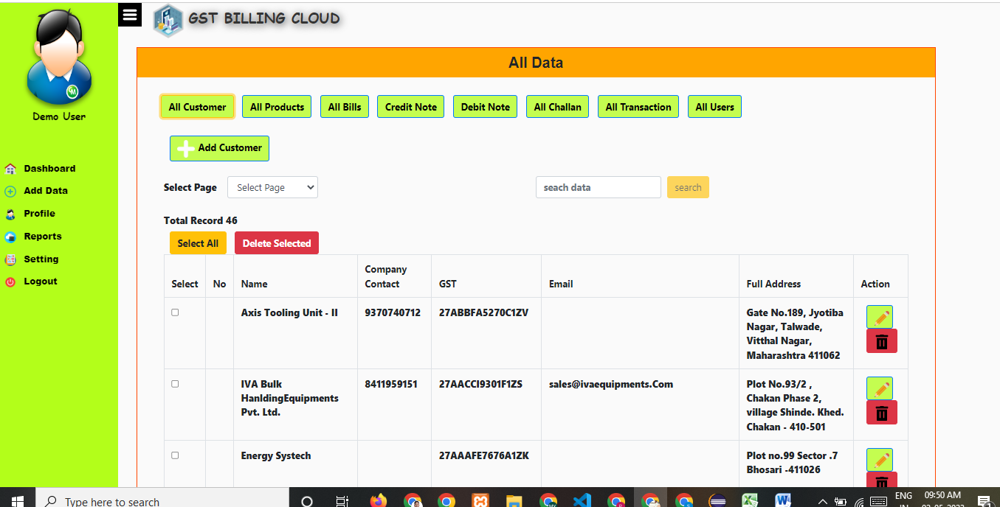 GST BILLING CLOUD
Demo User
Dashboard
Add Data
Profile
Reports
Setting
Logout
All Data
All Customer All Products All Bills Credit Note Debit Note All Challan All Transaction All Users
Add Customer
Select Page Select Page seach data search
Total Record 46
Select All Delete Selected
Select No Name Company Contact GST Email Full Address Action
Axis Tooling Unit - II 9370740712 27ABBFA5270C1ZV
Gate No.189, Jyotiba
Nagar, Talwade,
Vitthal Nagar,
Maharashtra 411062
IVA Bulk
HanldingEquipments
Pvt. Ltd.
8411959151 27AACCI9301F1ZS sales@ivaequipments.Com
Plot No.93/2 ,
Chakan Phase 2,
village Shinde. Khed.
Chakan - 410-501
Energy Systech 27AAAFE7676A1ZK
Plot no.99 Sector .7
Bhosari -411026
Type here to search
ENG
09:50 AM